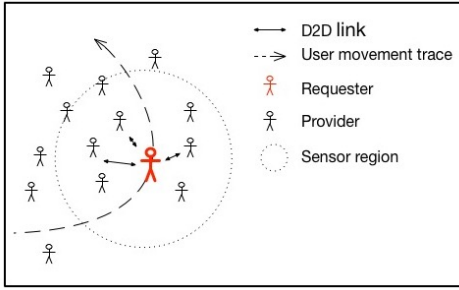 D2D link
User movement trace
Requester
Provider
Sensor region